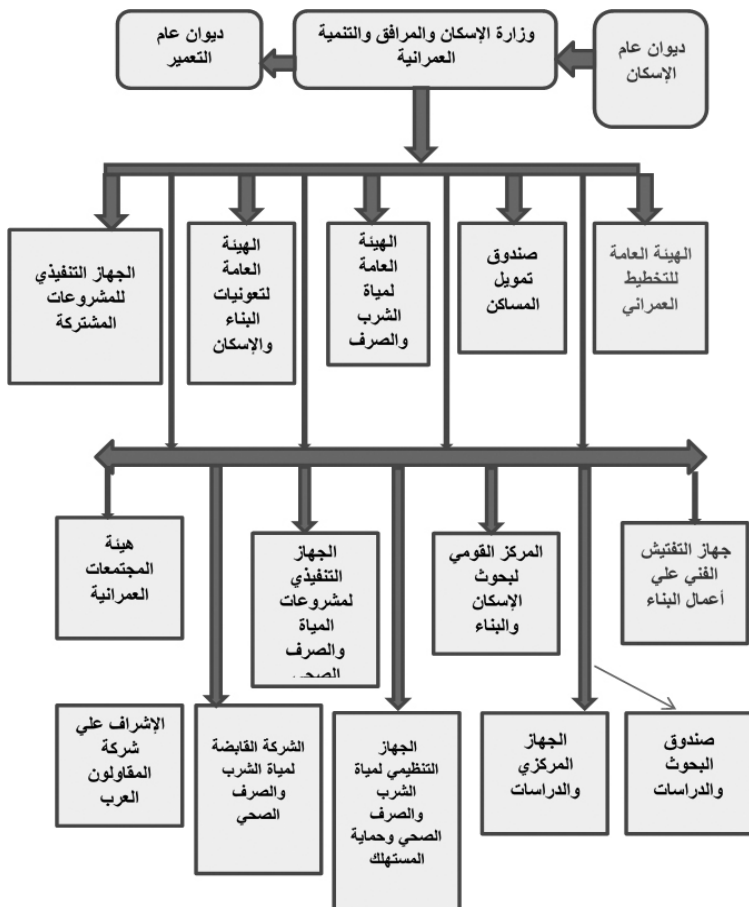 ديوان عام
الإسكان
وزارة الإسكان والمرافق والتنمية
العمرانية
ديوان عام
التعمير
الهيئة العامة
للتخطيط
العمراني
صندوق
تمويل
المساكن
الهيئة
العامة
لمياة
الشرب
والصرف
الهيئة
العامة
لتعونيات
البناء
والإسكان
الجهاز التنفيذي
للمشروعات
المشتركة
جهاز التفتيش
الفني علي
أعمال البناء
المركز القومي
لبحوث
الإسكان
والبناء
الجهاز
التنفيذي
لمشروعات
المياة
والصرف
الصحي
هيئة
المجتمعات
العمرانية
صندوق
البحوث
والدراسات
الجهاز
المركزي
والدراسات
الجهاز
التنظيمي لمياة
الشرب
والصرف
الصحي وحماية
المستهلك
الشركة القابضة
لمياة الشرب
والصرف
الصحي
الإشراف علي
شركة
المقاولون
العرب